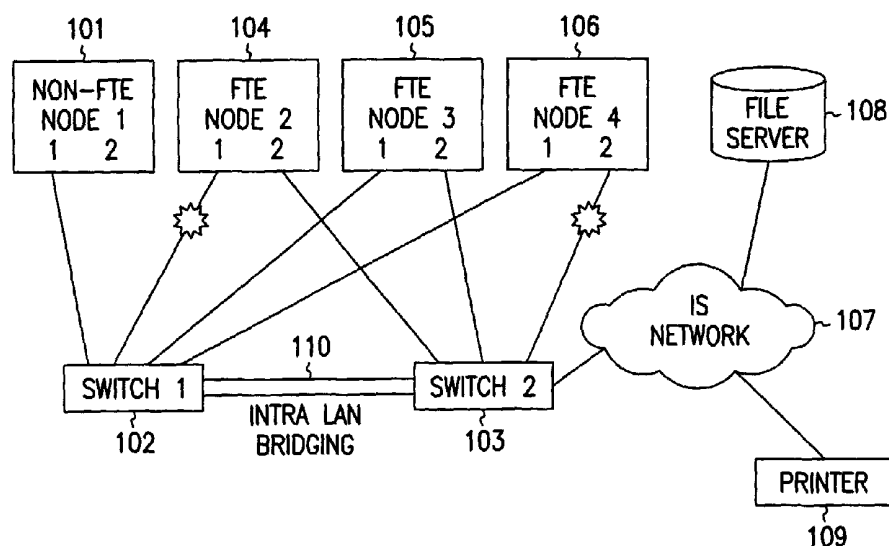 101
104
105
106
NON-FTE
NODE 1
1 2
FTE
NODE 2
1 2
FTE
NODE 3
1 2
FTE
NODE 4
1 2
FILE
SERVER
108
IS
NETWORK
107
110
SWITCH 1
SWITCH 2
102
INTRA LAN
BRIDGING
103
PRINTER
109